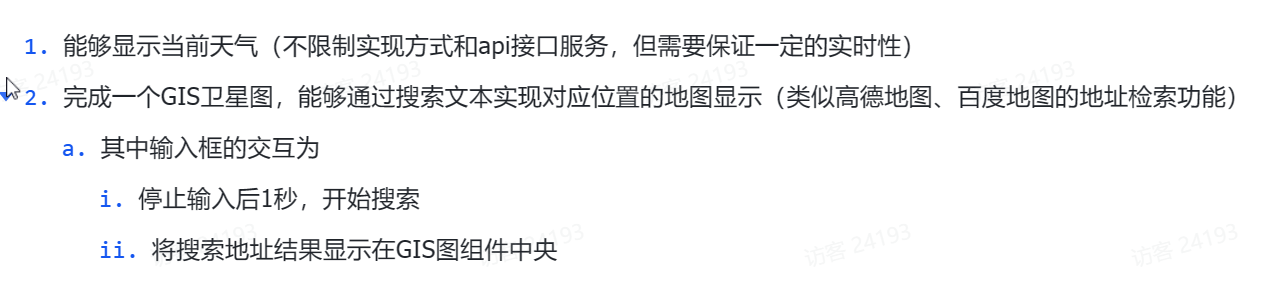 1. 能够显示当前天气（不限制实现方式和api接口服务，但需要保证一定的实时性）
2. 完成一个GIS卫星图，能够通过搜索文本实现对应位置的地图显示（类似高德地图、百度地图的地址检索功能）
a. 其中输入框的交互为
i. 停止输入后1秒，开始搜索
ii. 将搜索地址结果显示在GIS图组件中央
访客 24193
访客 24193
访客 24193
访客 24193
访客 24193
访客 24193
访客 24193
访客 24193